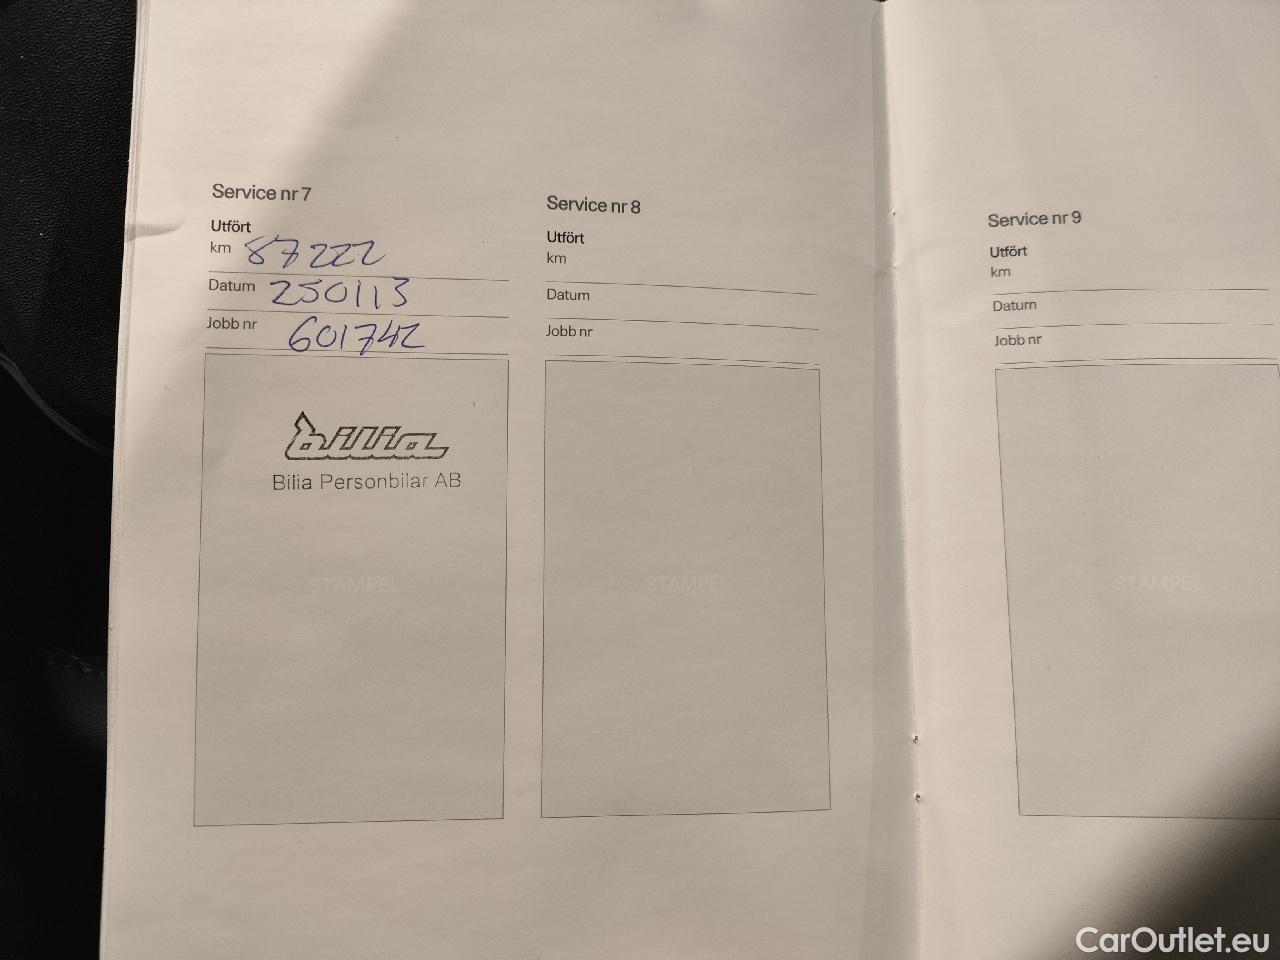 Service nr 7
Utfört
km 87222
Datum 250113
Jobb nr 601742
bilia
Bilia Personbilar AB
STÄMPEL
Service nr 8
Utfört
km
Datum
Jobb nr
STÄMPEL
Service nr 9
Utfört
km
Datum
Jobb nr
STÄMPEL
CarOutlet.eu